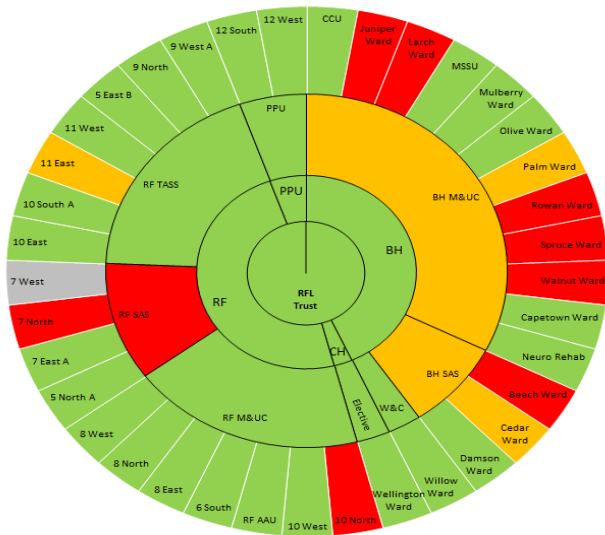 CCU
Juniper
Ward
Larch
Ward
MSSU
Mulberry
Ward
Olive Ward
Palm Ward
Rowan Ward
Spruce Ward
Walnut Ward
Capetown Ward
Neuro Rehab
Beech Ward
Cedar
Ward
Damson
Ward
Willow
Ward
Wellington
Ward
10 North
10 West
RF AAU
6 South
8 East
8 North
8 West
5 North A
7 East A
7 North
7 West
10 East
10 South A
11 East
11 West
5 East B
9 North
9 West A
12 South
12 West
PPU
BH M&UC
BH SAS
W&C
Elective
RF M&UC
RF SAS
RF TASS
PPU
BH
CH
RF
RFL
Trust